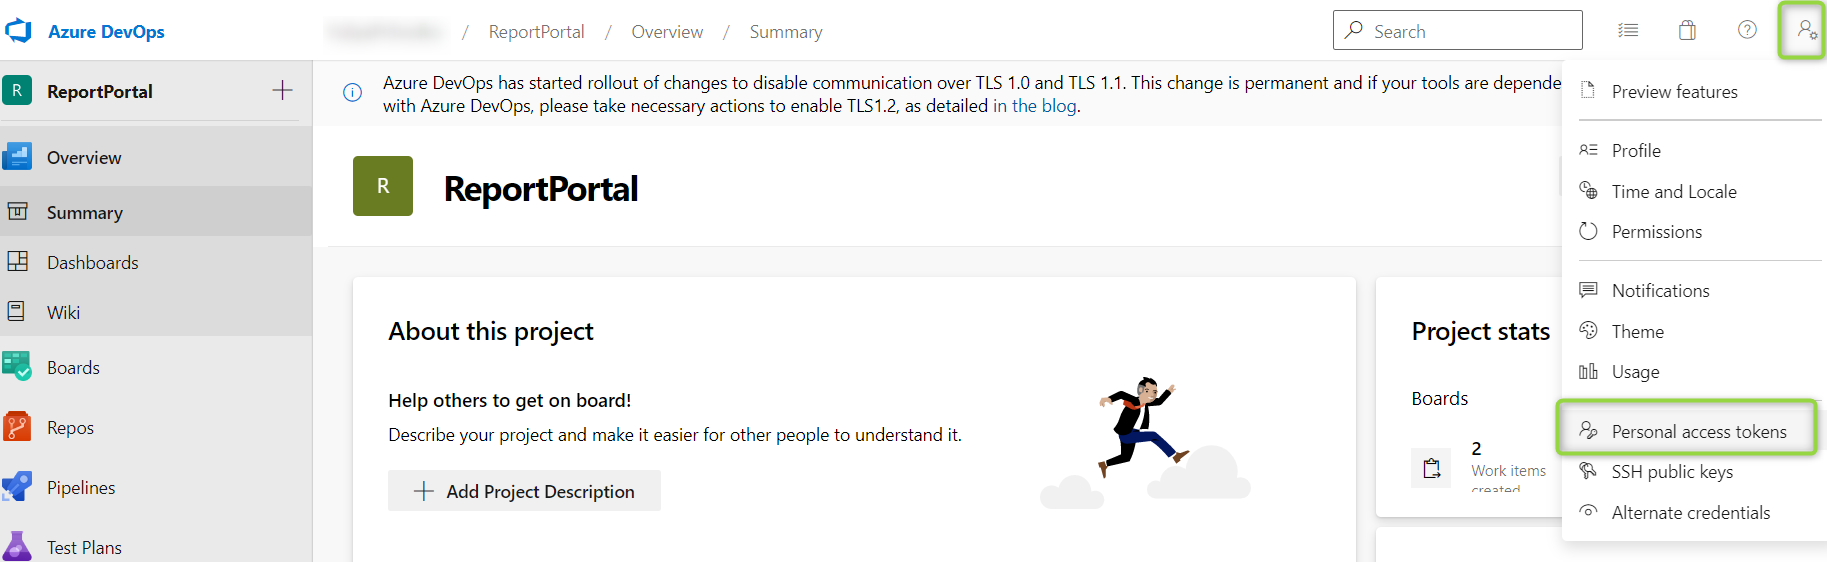 Azure DevOps
/ ReportPortal / Overview / Summary
Search
R ReportPortal
Azure DevOps has started rollout of changes to disable communication over TLS 1.0 and TLS 1.1. This change is permanent and if your tools are depende
with Azure DevOps, please take necessary actions to enable TLS1.2, as detailed in the blog.
Overview
Summary
Dashboards
Wiki
Boards
Repos
Pipelines
Test Plans
R ReportPortal
About this project
Help others to get on board!
Describe your project and make it easier for other people to understand it.
+ Add Project Description
Project stats
Boards
2
Work items
created
Preview features
Profile
Time and Locale
Permissions
Notifications
Theme
Usage
Personal access tokens
SSH public keys
Alternate credentials